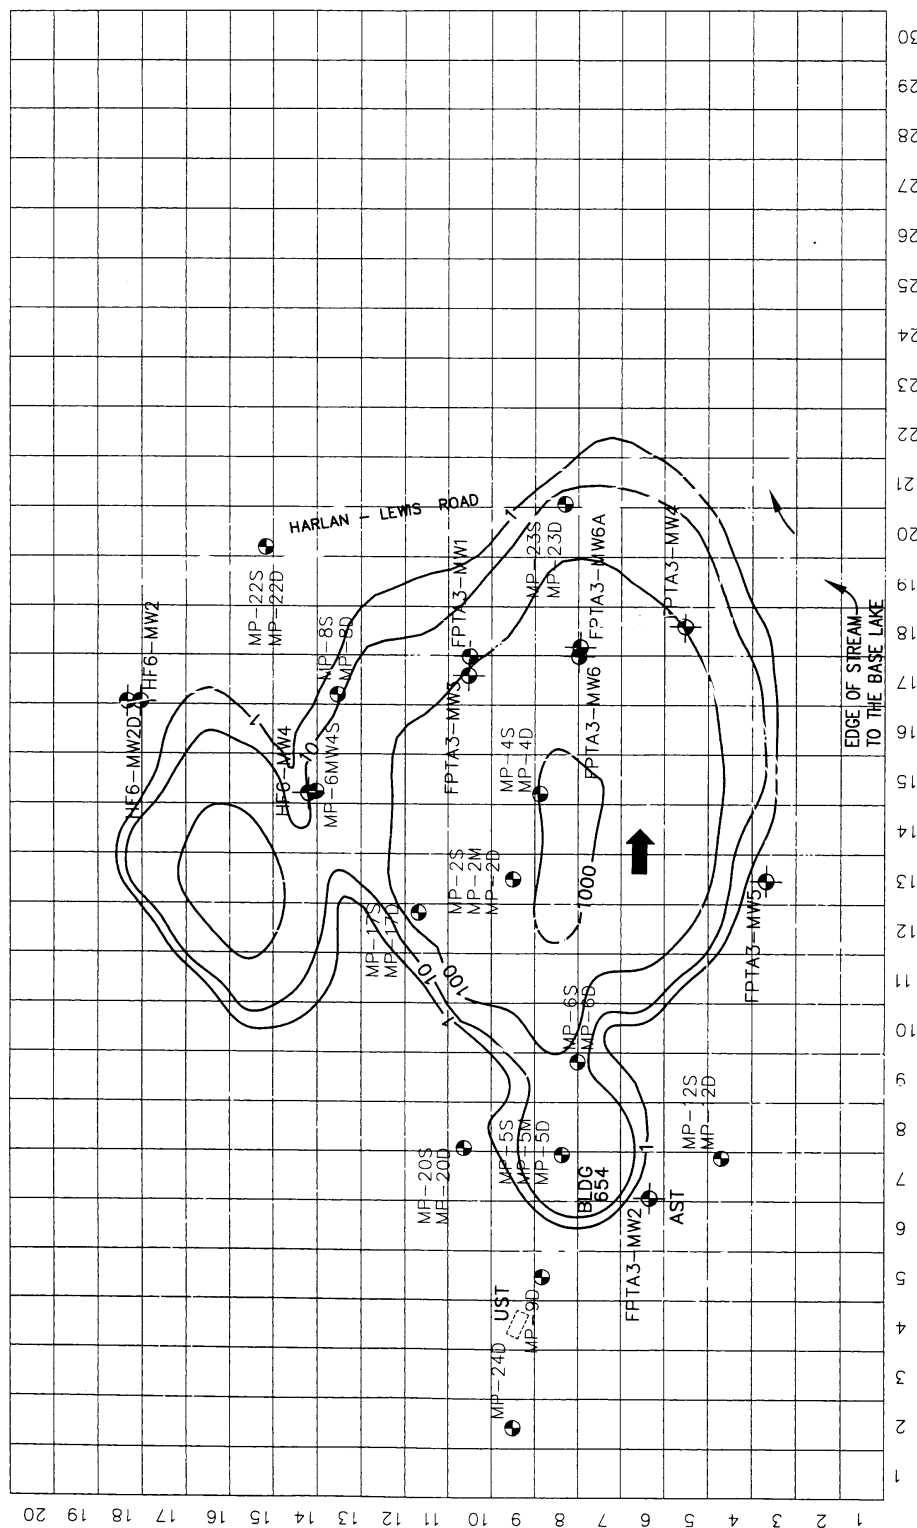 30
29
28
27
26
25
24
23
22
21
20
19
18
17
16
15
14
13
12
11
10
9
8
7
6
5
4
3
2
1
20
19
18
17
16
15
14
13
12
11
10
9
8
7
6
5
4
3
2
1
HARLAN – LEWIS ROAD
MP-22S
MP-22D
HF6-MW2
HF6-MW2D
MP-8S
MP-8D
HF6-MW4
MP-6MW4S
FPTA3-MW1
FPTA3-MW3
MP-23S
MP-23D
FPTA3-MW6A
FPTA3-MW6
FPTA3-MW4
MP-4S
MP-4D
MP-2S
MP-2M
MP-2D
MP-17S
MP-17D
FPTA3-MW5
EDGE OF STREAM
TO THE BASE LAKE
MP-6S
MP-6D
MP-12S
MP-12D
MP-20S
MP-20D
MP-5S
MP-5M
MP-5D
BLDG
654
FPTA3-MW2
AST
UST
MP-9D
MP-24D
1
1
10
10
100
1000
1
1